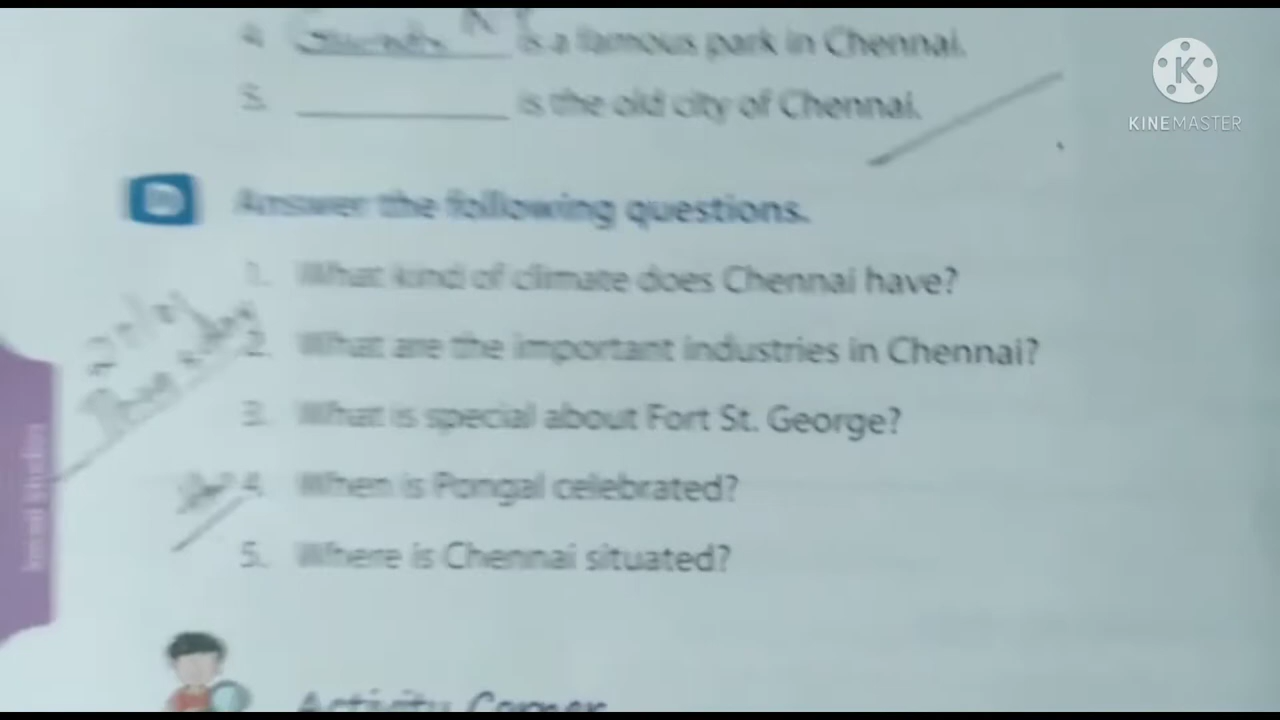 4. is a famous park in Chennai.
5. is the old city of Chennai.
D Answer the following questions.
1. What kind of climate does Chennai have?
2. What are the important industries in Chennai?
3. What is special about Fort St. George?
4. When is Pongal celebrated?
5. Where is Chennai situated?
Activity Corner
K
KINEMASTER